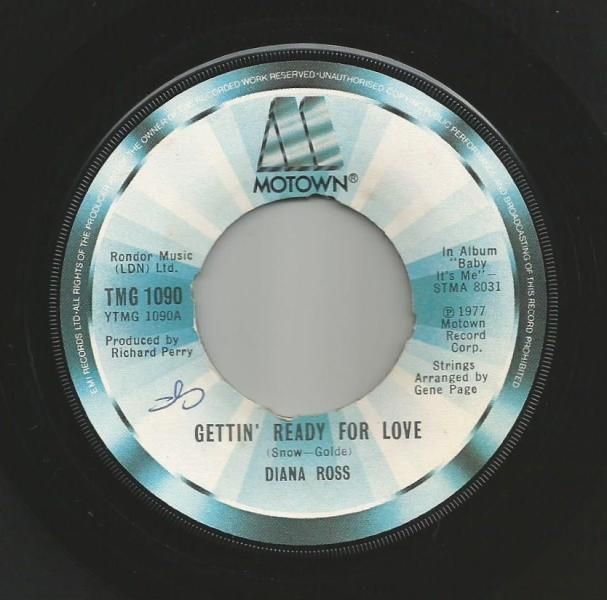 EMI RECORDS LTD·ALL RIGHTS OF THE PRODUCER AND OF THE OWNER OF THE RECORDED WORK RESERVED·UNAUTHORISED COPYING PUBLIC PERFORMANCE AND BROADCASTING OF THIS RECORD PROHIBITED
MOTOWN®
Rondor Music
(LDN) Ltd.
TMG 1090
YTMG 1090A
Produced by
Richard Perry
In Album
"Baby
It's Me"—
STMA 8031
℗ 1977
Motown
Record
Corp.
Strings
Arranged by
Gene Page
GETTIN' READY FOR LOVE
(Snow—Golde)
DIANA ROSS